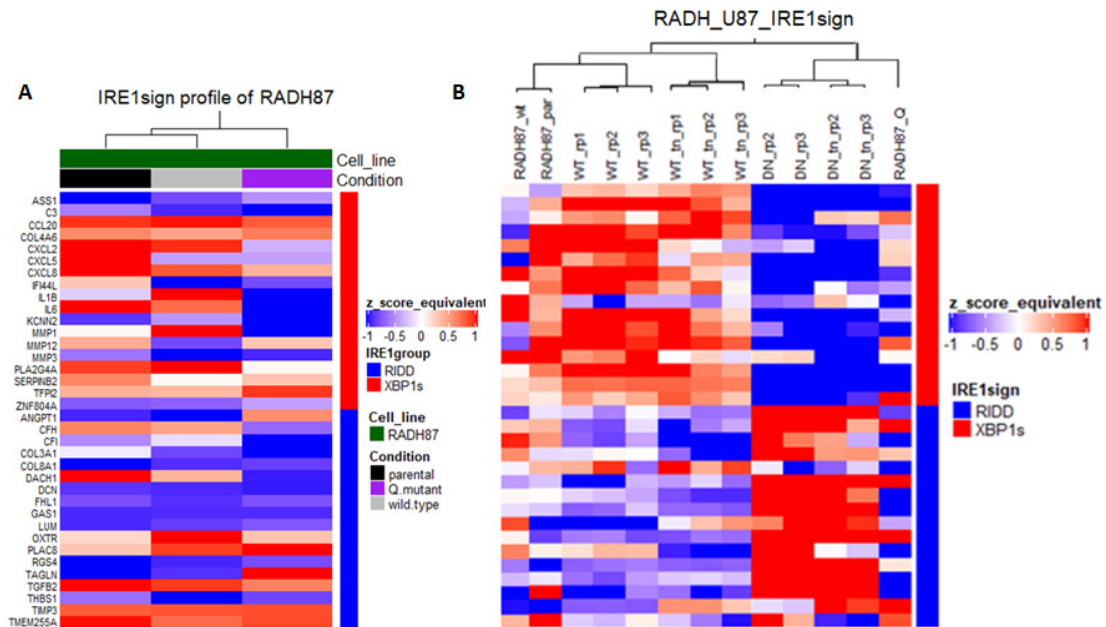 RADH_U87_IRE1sign
A
IRE1sign profile of RADH87
B
RADH87_wt
RADH87_par
WT_rp1
WT_rp2
WT_rp3
WT_tn_rp1
WT_tn_rp2
WT_tn_rp3
DN_rp2
DN_rp3
DN_tn_rp2
DN_tn_rp3
RADH87_Q
Cell_line
Condition
ASS1
C3
CCL20
COL4A6
CXCL2
CXCL5
CXCL8
IFI44L
IL1B
IL6
KCNN2
MMP1
MMP12
MMP3
PLA2G4A
SERPINB2
TFPI2
ZNF804A
ANGPT1
CFH
CFI
COL3A1
COL8A1
DACH1
DCN
FHL1
GAS1
LUM
OXTR
PLAC8
RGS4
TAGLN
TGFB2
THBS1
TIMP3
TMEM255A
z_score_equivalent
-1 -0.5 0 0.5 1
IRE1group
RIDD
XBP1s
Cell_line
RADH87
Condition
parental
Q.mutant
wild.type
z_score_equivalent
-1 -0.5 0 0.5 1
IRE1sign
RIDD
XBP1s